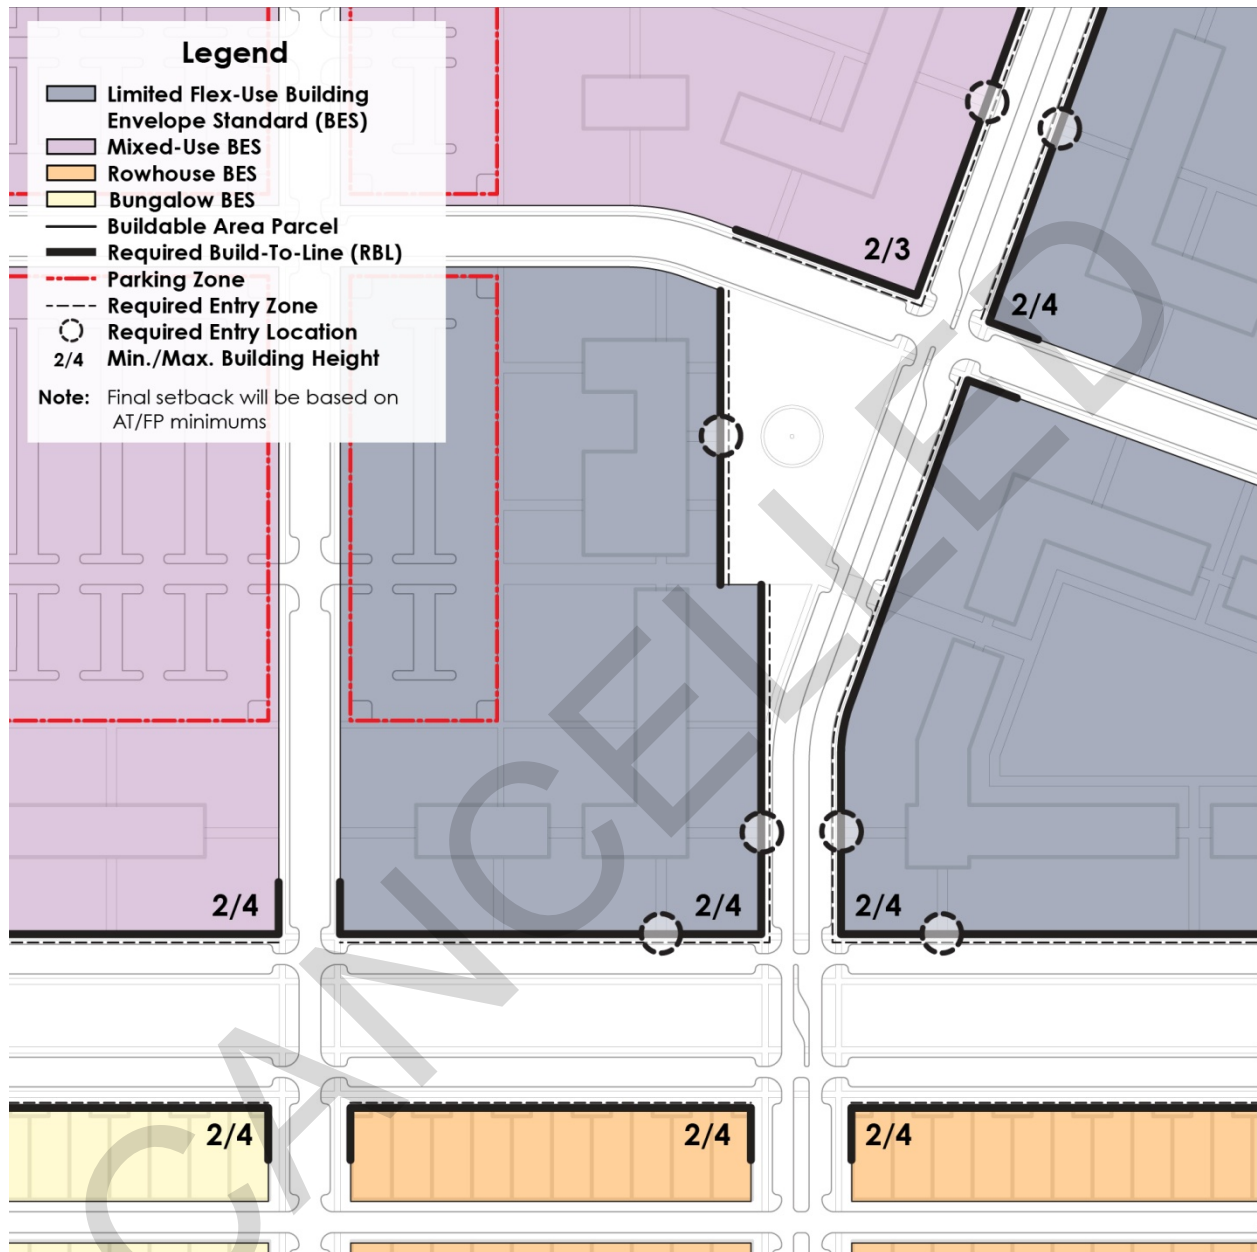 Legend
Limited Flex-Use Building
Envelope Standard (BES)
Mixed-Use BES
Rowhouse BES
Bungalow BES
Buildable Area Parcel
Required Build-To-Line (RBL)
Parking Zone
Required Entry Zone
Required Entry Location
2/4 Min./Max. Building Height
Note: Final setback will be based on
AT/FP minimums
2/3
2/4
2/4
2/4
2/4
2/4
2/4
2/4
CANCELLED